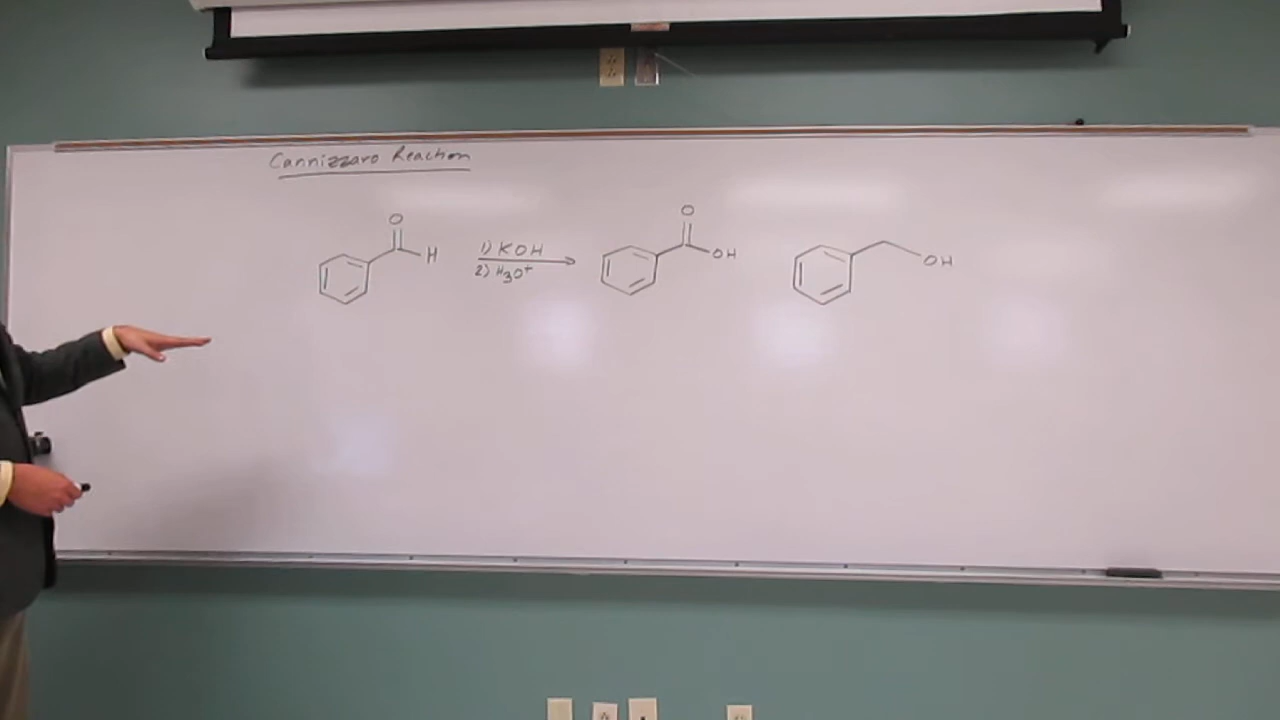 Cannizzaro Reaction
O
H
1) KOH
2) H3O+
O
OH
OH